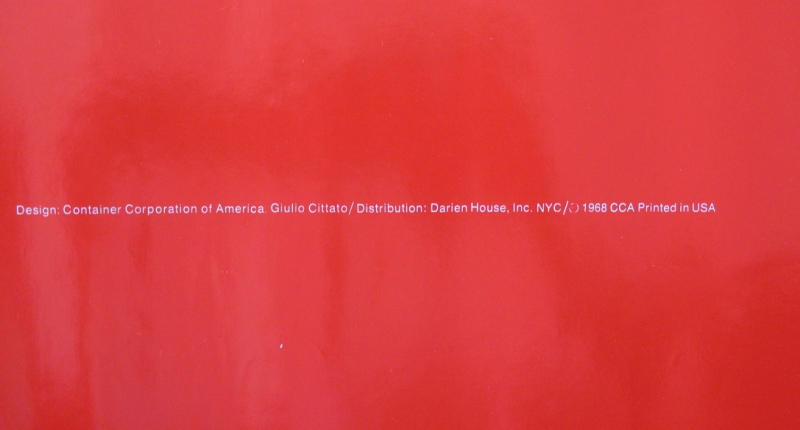 Design: Container Corporation of America. Giulio Cittato/Distribution: Darien House, Inc. NYC/© 1968 CCA Printed in USA